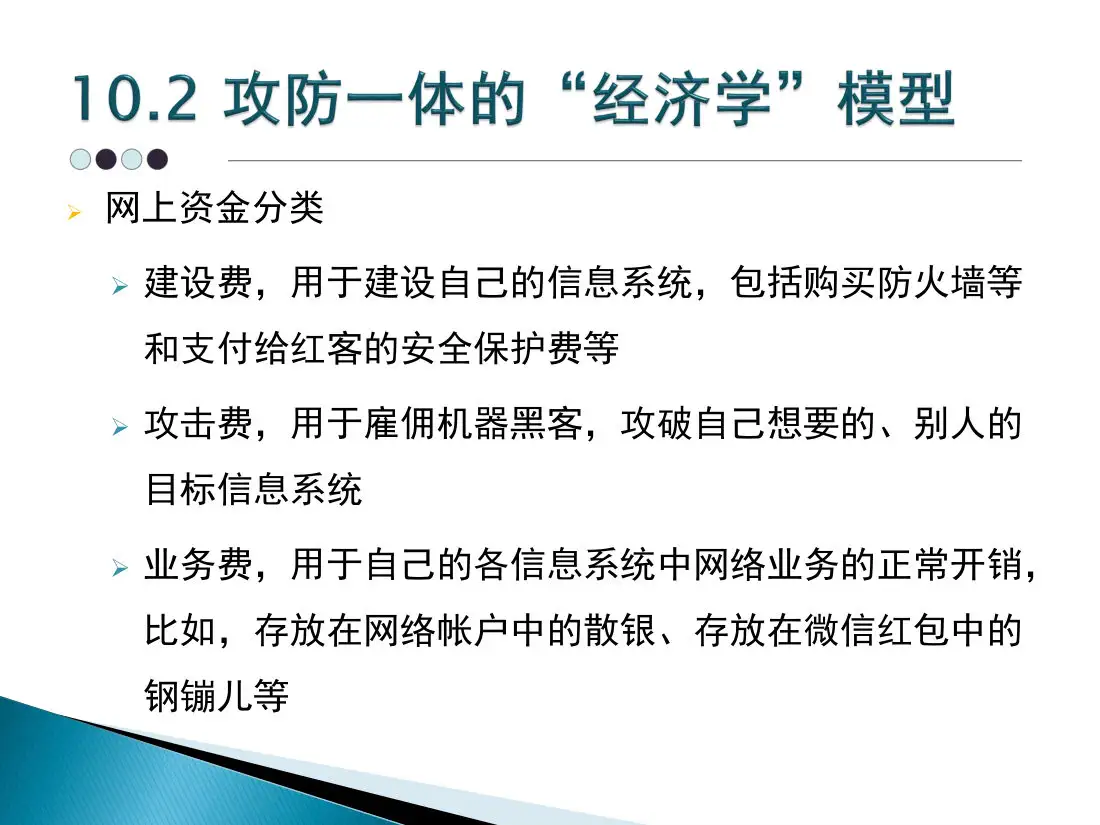 10.2 攻防一体的“经济学”模型
网上资金分类
建设费，用于建设自己的信息系统，包括购买防火墙等
和支付给红客的安全保护费等
攻击费，用于雇佣机器黑客，攻破自己想要的、别人的
目标信息系统
业务费，用于自己的各信息系统中网络业务的正常开销，
比如，存放在网络帐户中的散银、存放在微信红包中的
钢镚儿等